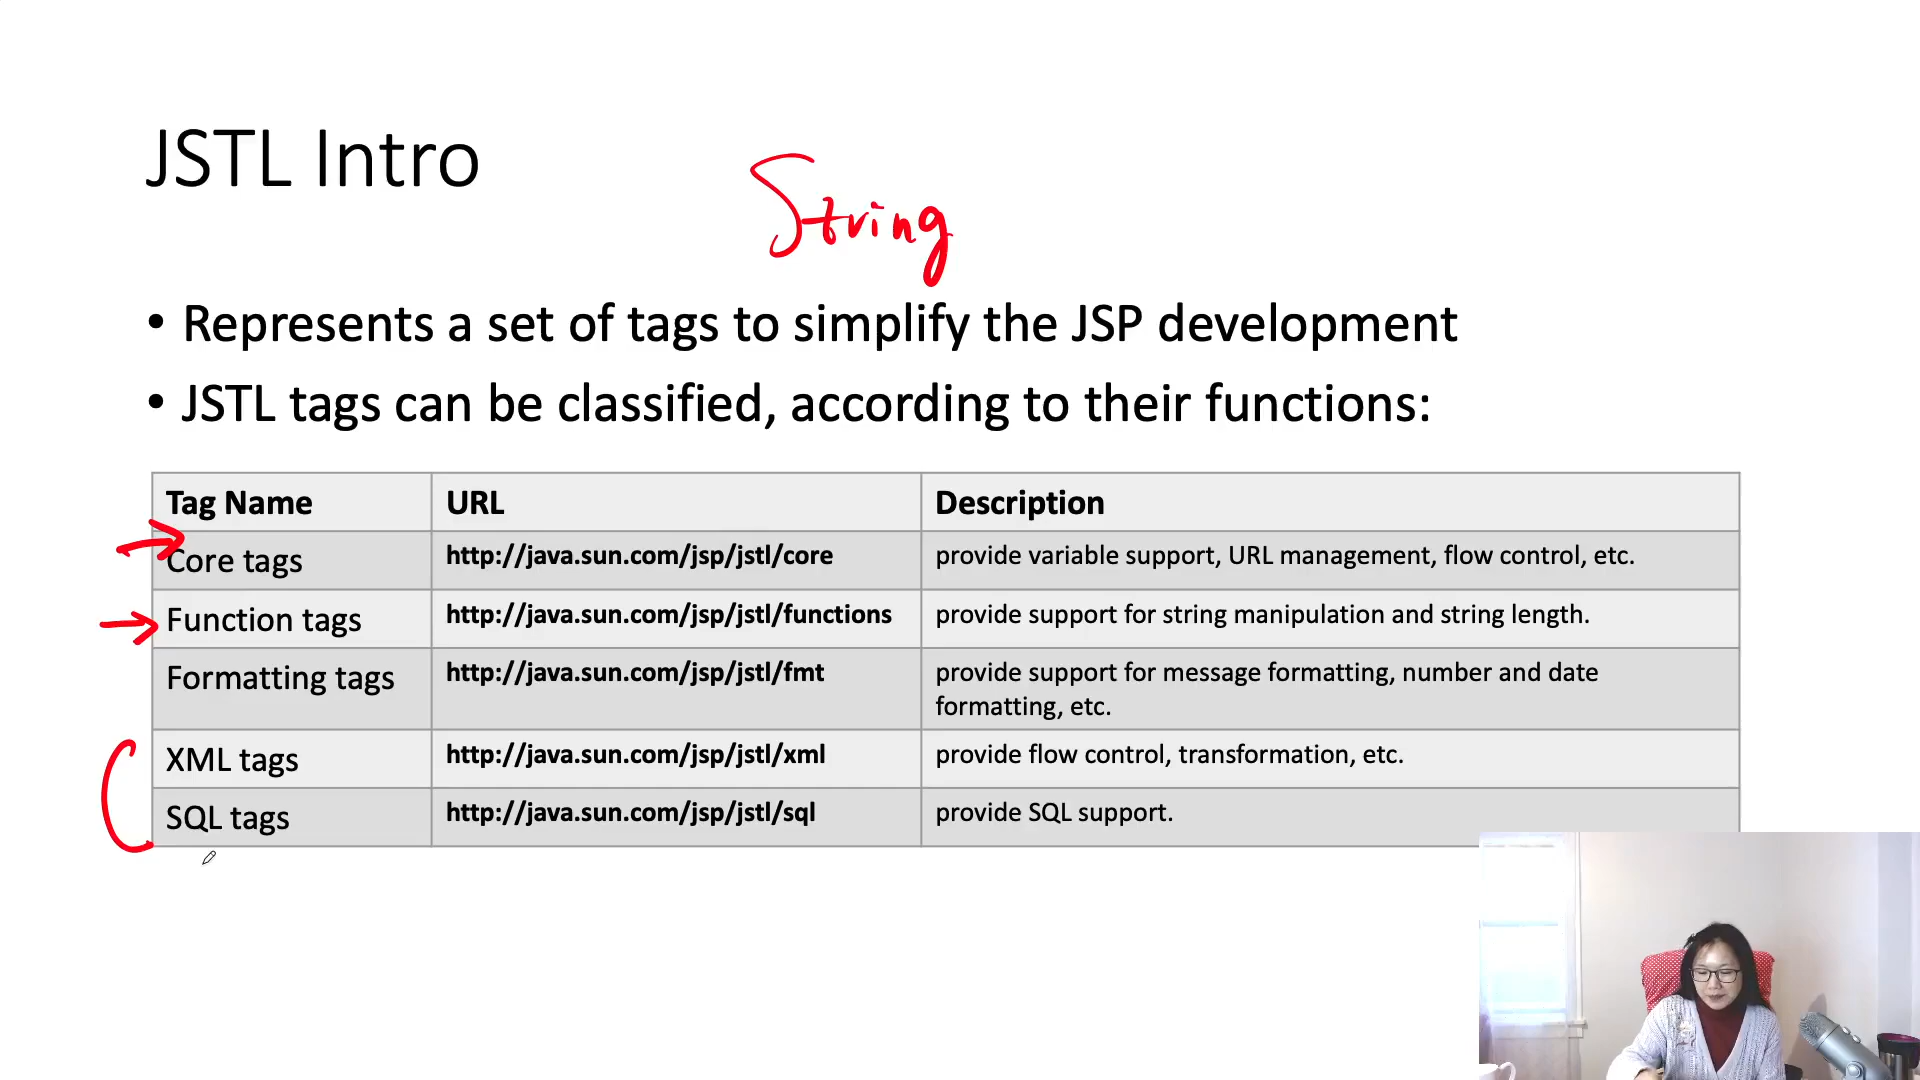 JSTL Intro
String
• Represents a set of tags to simplify the JSP development
• JSTL tags can be classified, according to their functions:
Tag Name URL Description
Core tags http://java.sun.com/jsp/jstl/core provide variable support, URL management, flow control, etc.
Function tags http://java.sun.com/jsp/jstl/functions provide support for string manipulation and string length.
Formatting tags http://java.sun.com/jsp/jstl/fmt provide support for message formatting, number and date
formatting, etc.
XML tags http://java.sun.com/jsp/jstl/xml provide flow control, transformation, etc.
SQL tags http://java.sun.com/jsp/jstl/sql provide SQL support.